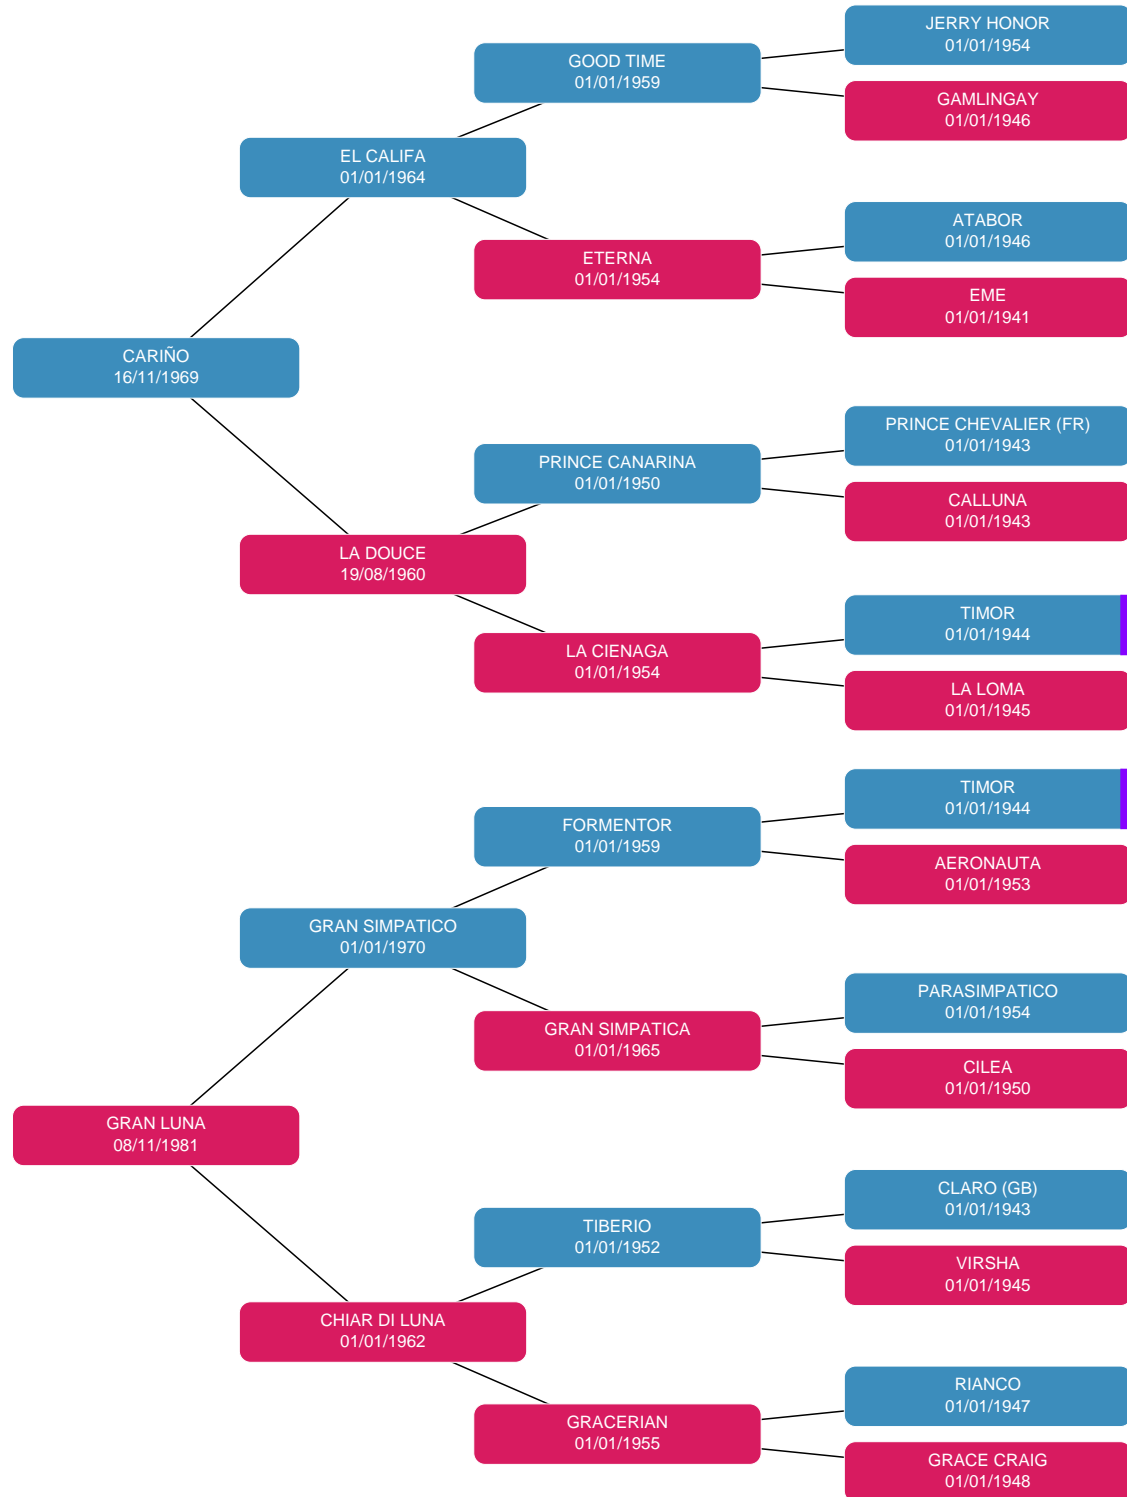 JERRY HONOR
01/01/1954
GOOD TIME
01/01/1959
GAMLINGAY
01/01/1946
EL CALIFA
01/01/1964
ATABOR
01/01/1946
ETERNA
01/01/1954
EME
01/01/1941
CARIÑO
16/11/1969
PRINCE CHEVALIER (FR)
01/01/1943
PRINCE CANARINA
01/01/1950
CALLUNA
01/01/1943
LA DOUCE
19/08/1960
TIMOR
01/01/1944
LA CIENAGA
01/01/1954
LA LOMA
01/01/1945
TIMOR
01/01/1944
FORMENTOR
01/01/1959
AERONAUTA
01/01/1953
GRAN SIMPATICO
01/01/1970
PARASIMPATICO
01/01/1954
GRAN SIMPATICA
01/01/1965
CILEA
01/01/1950
GRAN LUNA
08/11/1981
CLARO (GB)
01/01/1943
TIBERIO
01/01/1952
VIRSHA
01/01/1945
CHIAR DI LUNA
01/01/1962
RIANCO
01/01/1947
GRACERIAN
01/01/1955
GRACE CRAIG
01/01/1948